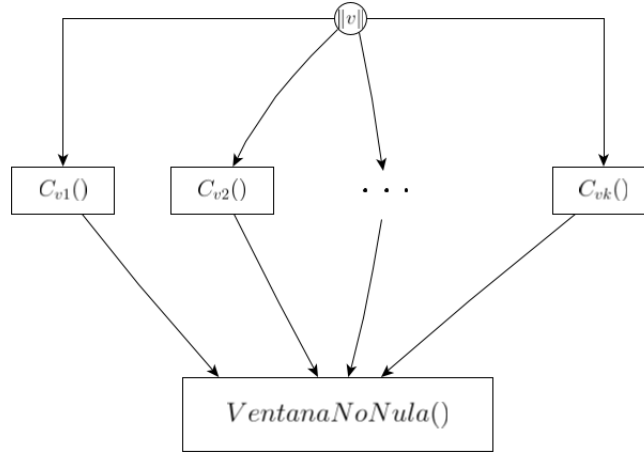 ‖v‖
C_{v1}() C_{v2}() · · · C_{vk}()
VentanaNoNula()